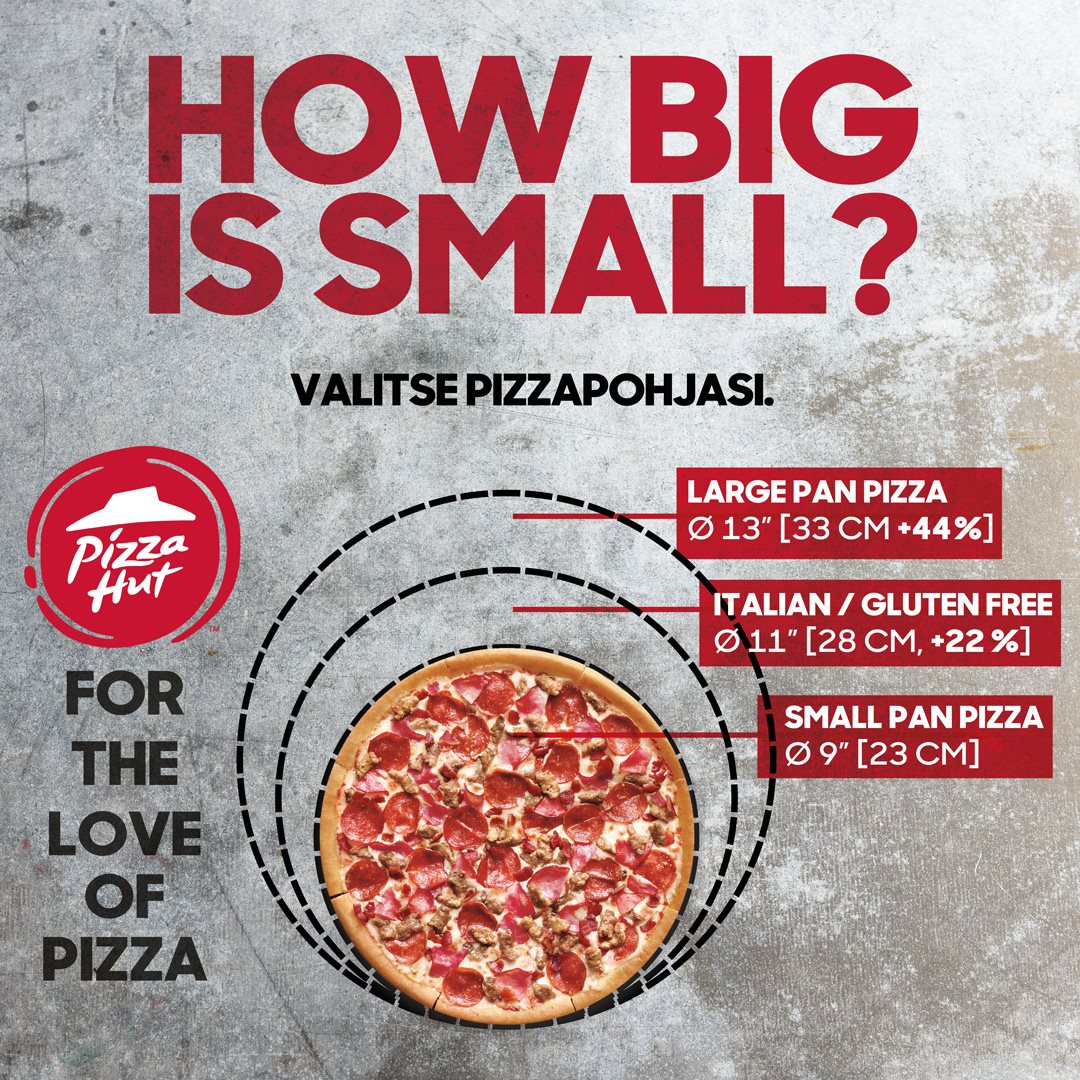 HOW BIG
IS SMALL?
VALITSE PIZZAPOHJASI.
Pizza
Hut
TM
FOR
THE
LOVE
OF
PIZZA
LARGE PAN PIZZA
Ø 13” [33 CM +44%]
ITALIAN / GLUTEN FREE
Ø 11” [28 CM, +22 %]
SMALL PAN PIZZA
Ø 9” [23 CM]